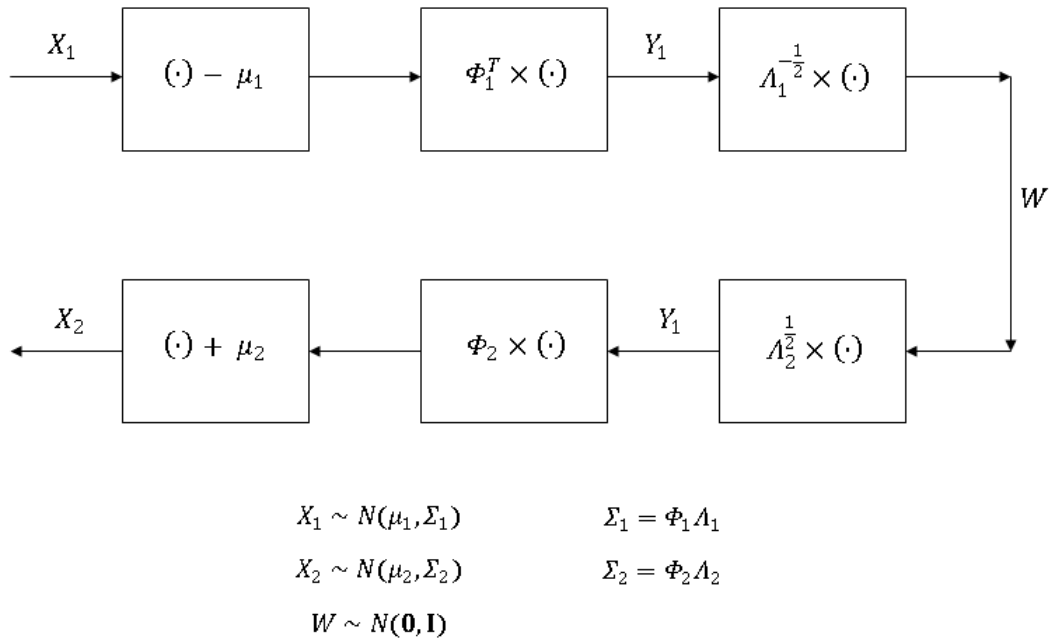 X₁
(·) − μ₁
Φ₁ᵀ × (·)
Y₁
Λ₁^(-1/2) × (·)
W
X₂
(·) + μ₂
Φ₂ × (·)
Y₁
Λ₂^(1/2) × (·)
X₁ ~ N(μ₁, Σ₁) Σ₁ = Φ₁Λ₁
X₂ ~ N(μ₂, Σ₂) Σ₂ = Φ₂Λ₂
W ~ N(0, I)